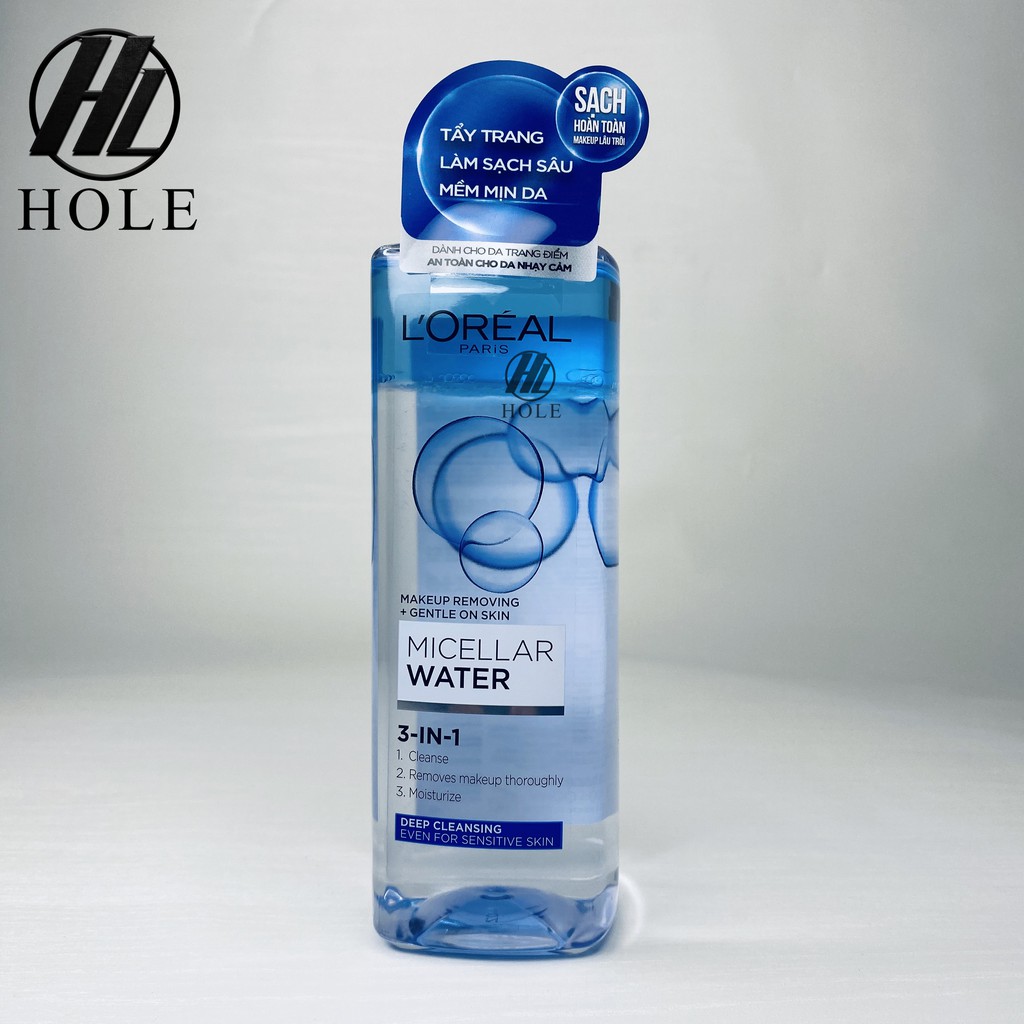 HL
HOLE
SẠCH
HOÀN TOÀN
MAKEUP LÂU TRÔI
TẨY TRANG
LÀM SẠCH SÂU
MỀM MỊN DA
DÀNH CHO DA TRANG ĐIỂM
AN TOÀN CHO DA NHẠY CẢM
L'ORÉAL
PARiS
HL
HOLE
MAKEUP REMOVING
+ GENTLE ON SKIN
MICELLAR
WATER
3-IN-1
1. Cleanse
2. Removes makeup thoroughly
3. Moisturize
DEEP CLEANSING
EVEN FOR SENSITIVE SKIN